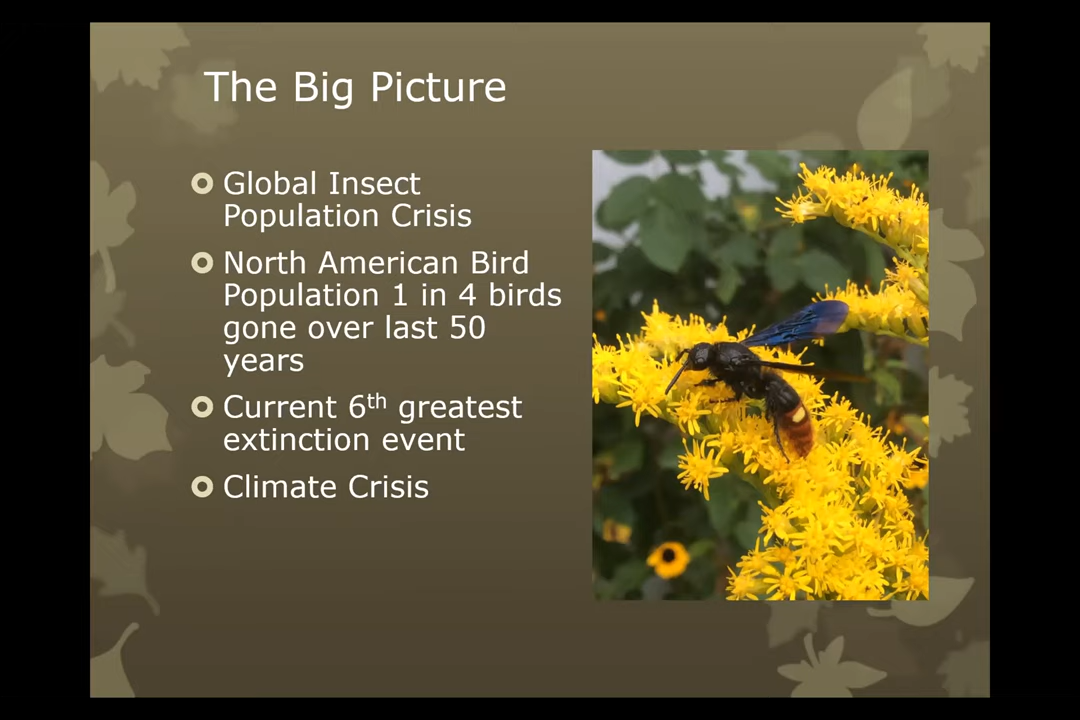 The Big Picture
Global Insect
Population Crisis
North American Bird
Population 1 in 4 birds
gone over last 50
years
Current 6th greatest
extinction event
Climate Crisis